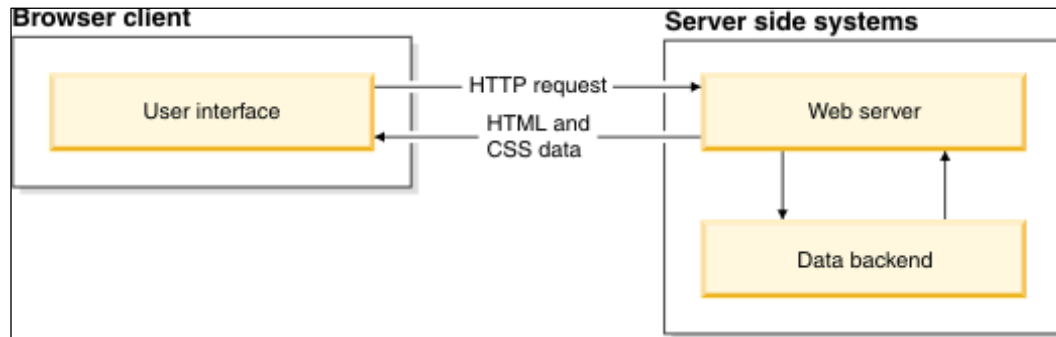 Browser client
Server side systems
User interface
HTTP request
Web server
HTML and
CSS data
Data backend